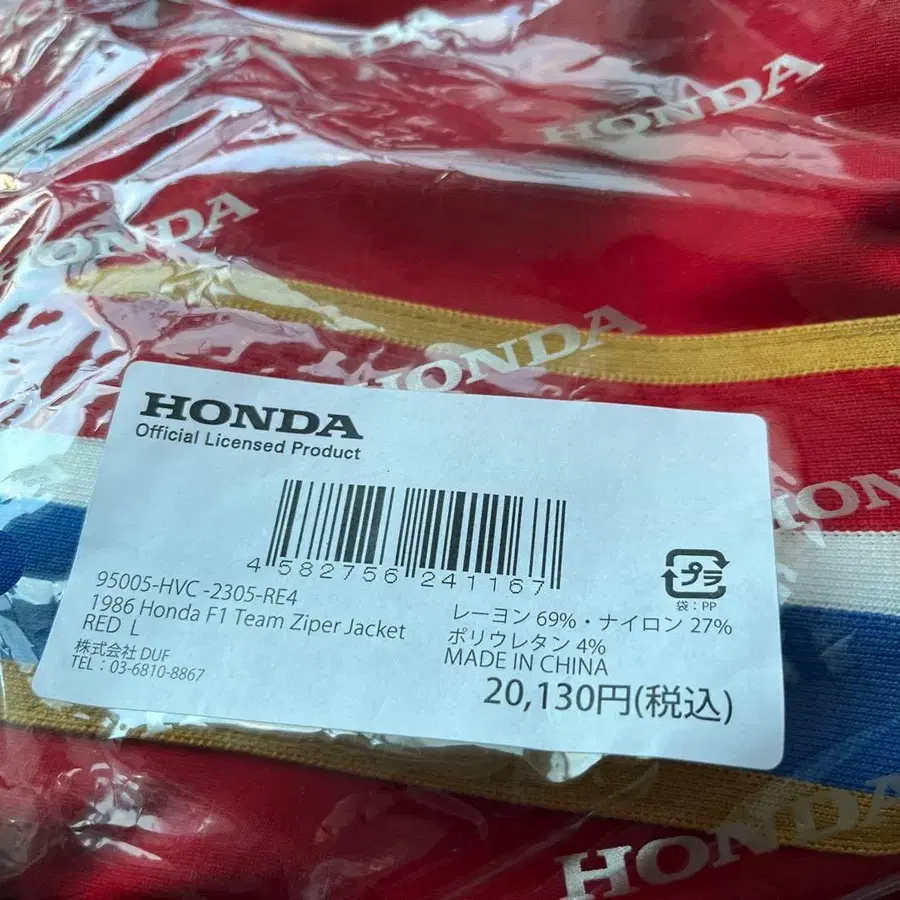 HONDA
HONDA
HONDA
HONDA
HONDA
Official Licensed Product
4 582756 241167
95005-HVC -2305-RE4
1986 Honda F1 Team Ziper Jacket
RED L
株式会社 DUF
TEL：03-6810-8867
プラ
袋：PP
レーヨン 69%・ナイロン 27%
ポリウレタン 4%
MADE IN CHINA
20,130円(税込)
HONDA
HONDA
HONDA